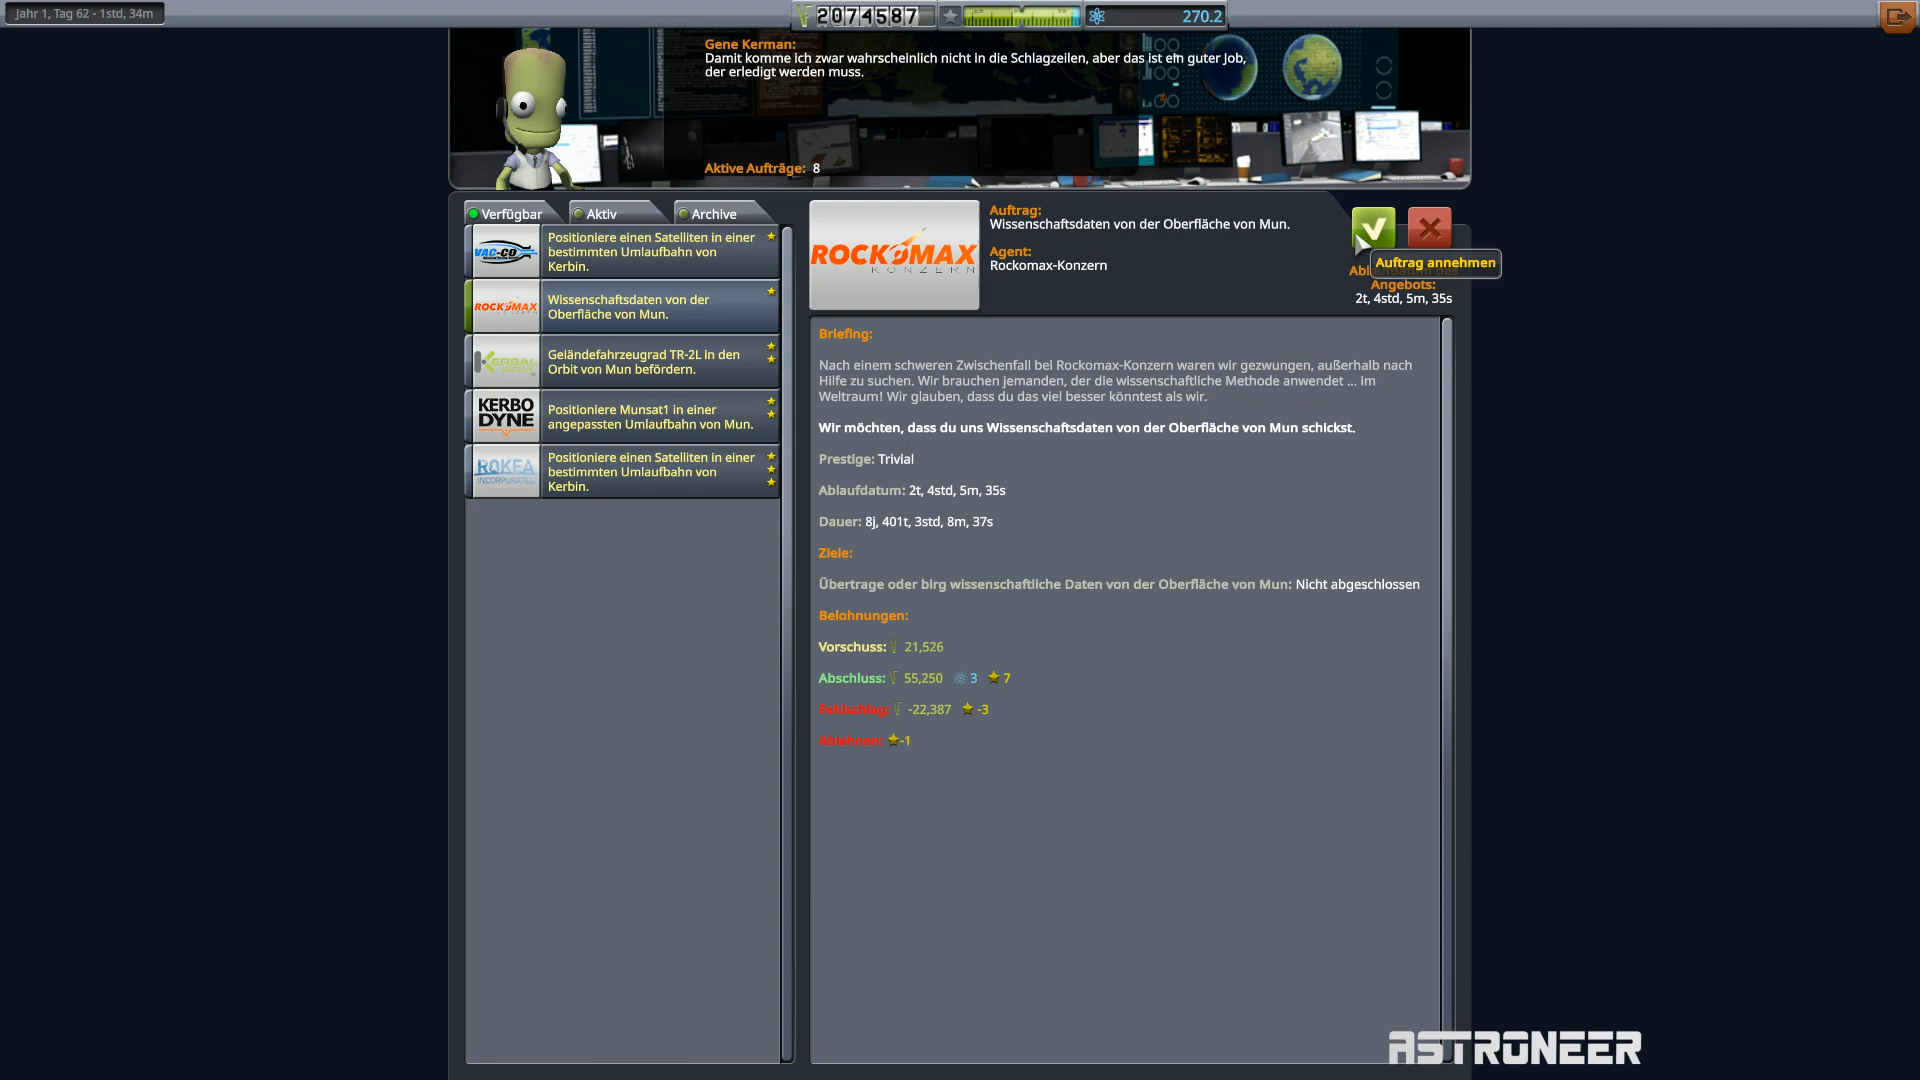 Jahr 1, Tag 62 - 1std, 34m
2074587
270.2
Gene Kerman:
Damit komme ich zwar wahrscheinlich nicht in die Schlagzeilen, aber das ist ein guter Job,
der erledigt werden muss.
Aktive Aufträge: 8
Verfügbar
Aktiv
Archive
VAC-CO
Positioniere einen Satelliten in einer
bestimmten Umlaufbahn von
Kerbin.
ROCKOMAX
Wissenschaftsdaten von der
Oberfläche von Mun.
KERBAL
Geländefahrzeugrad TR-2L in den
Orbit von Mun befördern.
KERBO
DYNE
Positioniere Munsat1 in einer
angepassten Umlaufbahn von Mun.
ROKEA
INCORPORATED
Positioniere einen Satelliten in einer
bestimmten Umlaufbahn von
Kerbin.
ROCKOMAX
KONZERN
Auftrag:
Wissenschaftsdaten von der Oberfläche von Mun.
Agent:
Rockomax-Konzern
Auftrag annehmen
Angebots:
2t, 4std, 5m, 35s
Briefing:
Nach einem schweren Zwischenfall bei Rockomax-Konzern waren wir gezwungen, außerhalb nach
Hilfe zu suchen. Wir brauchen jemanden, der die wissenschaftliche Methode anwendet ... im
Weltraum! Wir glauben, dass du das viel besser könntest als wir.
Wir möchten, dass du uns Wissenschaftsdaten von der Oberfläche von Mun schickst.
Prestige: Trivial
Ablaufdatum: 2t, 4std, 5m, 35s
Dauer: 8j, 401t, 3std, 8m, 37s
Ziele:
Übertrage oder birg wissenschaftliche Daten von der Oberfläche von Mun: Nicht abgeschlossen
Belohnungen:
Vorschuss: 21,526
Abschluss: 55,250 3 7
Fehlschlag: -22,387 -3
Ablehnen: -1
ASTRONEER